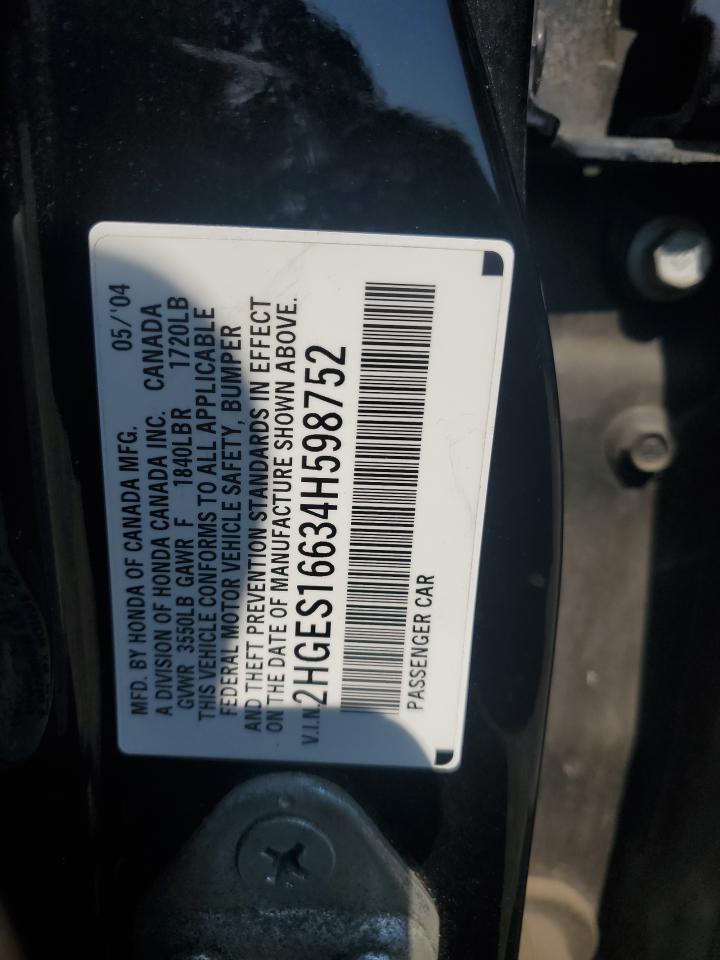 MFD. BY HONDA OF CANADA MFG. 05/'04
A DIVISION OF HONDA CANADA INC. CANADA
GVWR 3550LB GAWR F 1840LBR 1720LB
THIS VEHICLE CONFORMS TO ALL APPLICABLE
FEDERAL MOTOR VEHICLE SAFETY, BUMPER
AND THEFT PREVENTION STANDARDS IN EFFECT
ON THE DATE OF MANUFACTURE SHOWN ABOVE.
V.I.N. 2HGES16634H598752
PASSENGER CAR